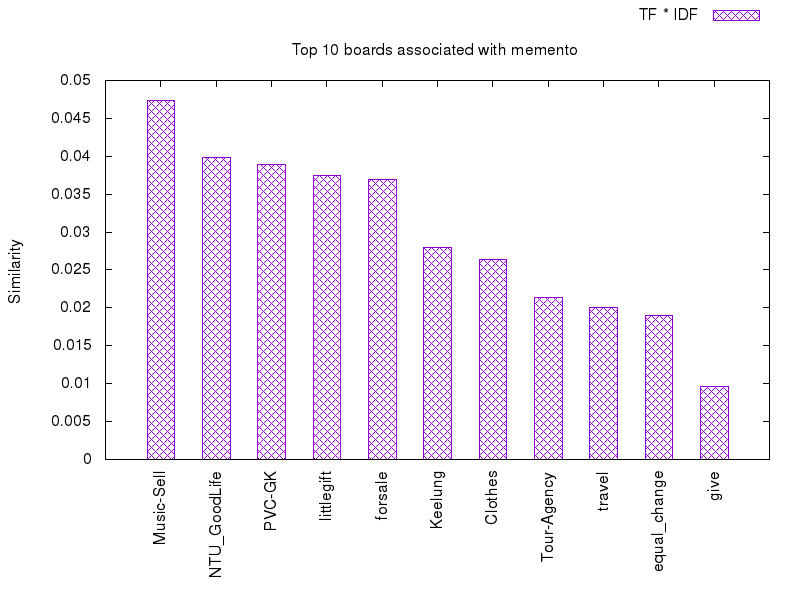 TF * IDF
Top 10 boards associated with memento
0.05
0.045
0.04
0.035
0.03
0.025
0.02
0.015
0.01
0.005
0
Similarity
Music-Sell
NTU_GoodLife
PVC-GK
littlegift
forsale
Keelung
Clothes
Tour-Agency
travel
equal_change
give